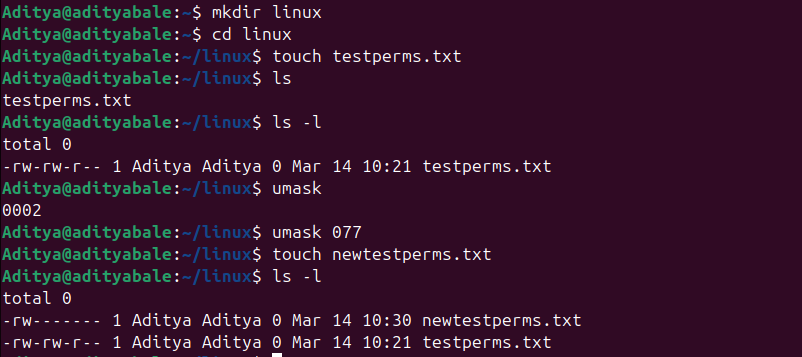 Aditya@adityabale:~$ mkdir linux
Aditya@adityabale:~$ cd linux
Aditya@adityabale:~/linux$ touch testperms.txt
Aditya@adityabale:~/linux$ ls
testperms.txt
Aditya@adityabale:~/linux$ ls -l
total 0
-rw-rw-r-- 1 Aditya Aditya 0 Mar 14 10:21 testperms.txt
Aditya@adityabale:~/linux$ umask
0002
Aditya@adityabale:~/linux$ umask 077
Aditya@adityabale:~/linux$ touch newtestperms.txt
Aditya@adityabale:~/linux$ ls -l
total 0
-rw------- 1 Aditya Aditya 0 Mar 14 10:30 newtestperms.txt
-rw-rw-r-- 1 Aditya Aditya 0 Mar 14 10:21 testperms.txt
Aditya@adityabale:~/linux$